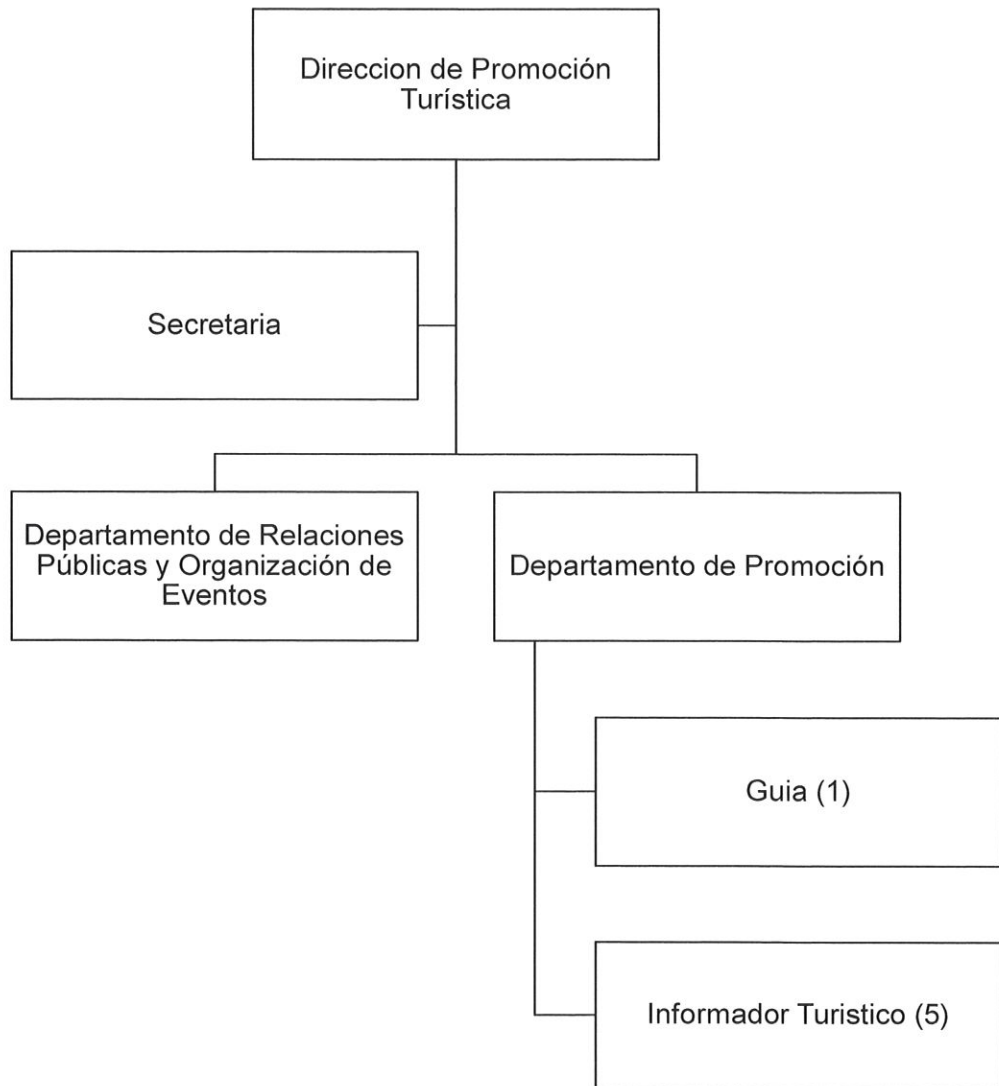 Direccion de Promoción
Turística
Secretaria
Departamento de Relaciones
Públicas y Organización de
Eventos
Departamento de Promoción
Guia (1)
Informador Turistico (5)